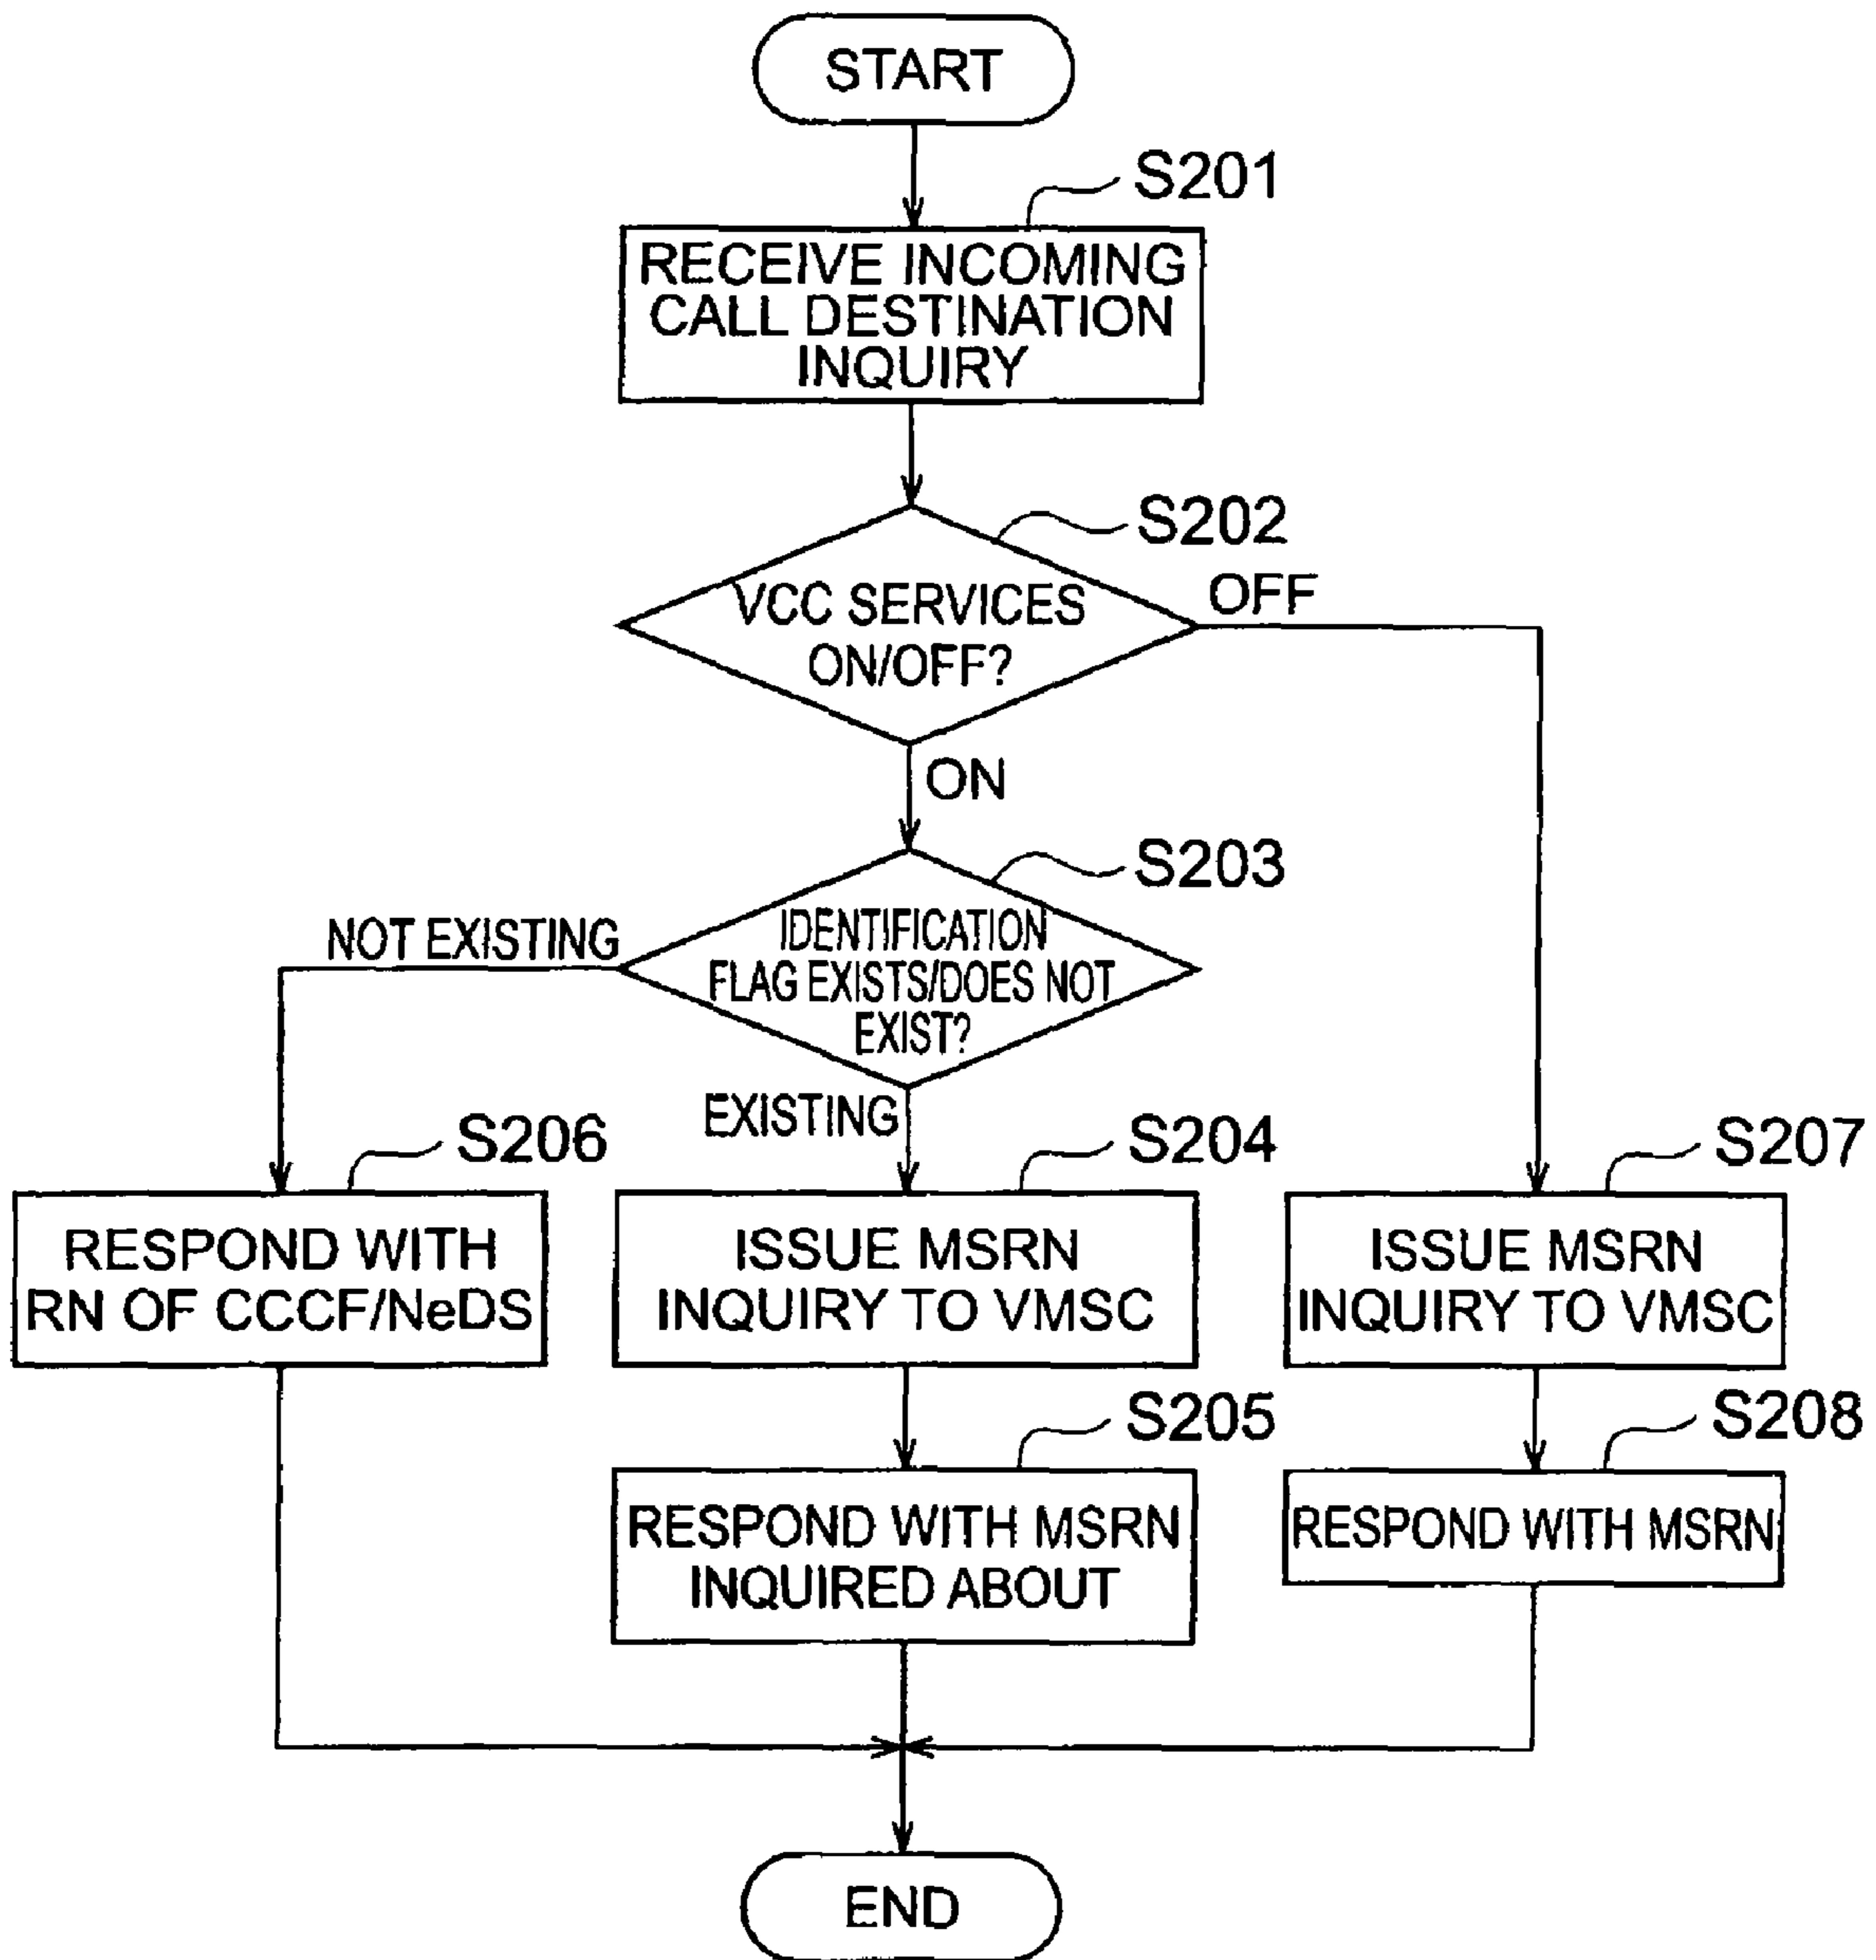 START
S201
RECEIVE INCOMING
CALL DESTINATION
INQUIRY
S202
VCC SERVICES
ON/OFF?
OFF
ON
S203
IDENTIFICATION
FLAG EXISTS/DOES NOT
EXIST?
NOT EXISTING
EXISTING
S206
RESPOND WITH
RN OF CCCF/NeDS
S204
ISSUE MSRN
INQUIRY TO VMSC
S207
ISSUE MSRN
INQUIRY TO VMSC
S205
RESPOND WITH MSRN
INQUIRED ABOUT
S208
RESPOND WITH MSRN
END